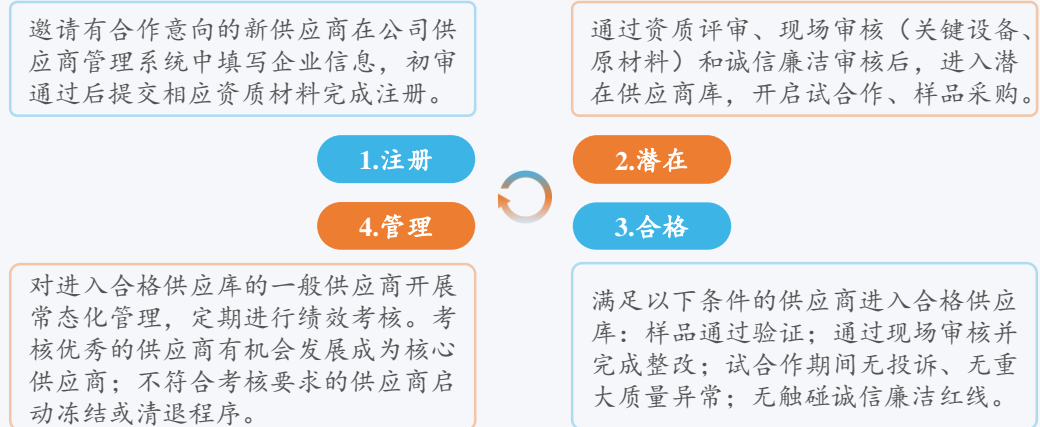 邀请有合作意向的新供应商在公司供
应商管理系统中填写企业信息，初审
通过后提交相应资质材料完成注册。
通过资质评审、现场审核（关键设备、
原材料）和诚信廉洁审核后，进入潜
在供应商库，开启试合作、样品采购。
1.注册
2.潜在
4.管理
3.合格
对进入合格供应库的一般供应商开展
常态化管理，定期进行绩效考核。考
核优秀的供应商有机会发展成为核心
供应商；不符合考核要求的供应商启
动冻结或清退程序。
满足以下条件的供应商进入合格供应
库：样品通过验证；通过现场审核并
完成整改；试合作期间无投诉、无重
大质量异常；无触碰诚信廉洁红线。